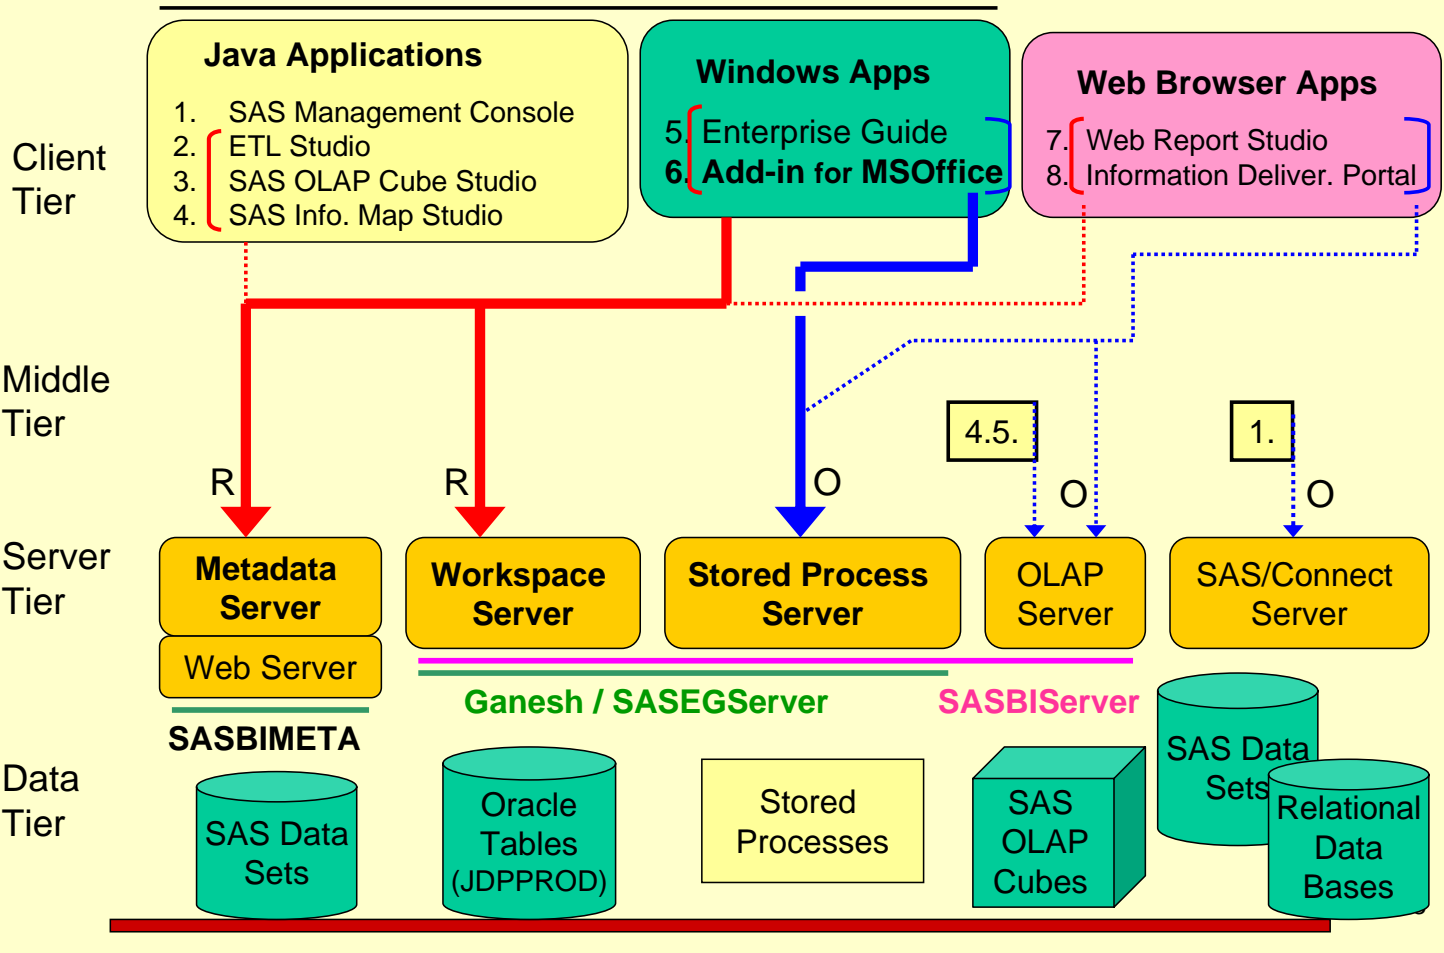 Java Applications
1. SAS Management Console
2. ETL Studio
3. SAS OLAP Cube Studio
4. SAS Info. Map Studio
Windows Apps
5. Enterprise Guide
6. Add-in for MSOffice
Web Browser Apps
7. Web Report Studio
8. Information Deliver. Portal
Client
Tier
Middle
Tier
4.5.
1.
R
R
O
O
O
Server
Tier
Metadata
Server
Web Server
Workspace
Server
Stored Process
Server
OLAP
Server
SAS/Connect
Server
SASBIMETA
Ganesh / SASEGServer
SASBIServer
Data
Tier
SAS Data
Sets
Oracle
Tables
(JDPPROD)
Stored
Processes
SAS
OLAP
Cubes
SAS Data
Sets
Relational
Data
Bases